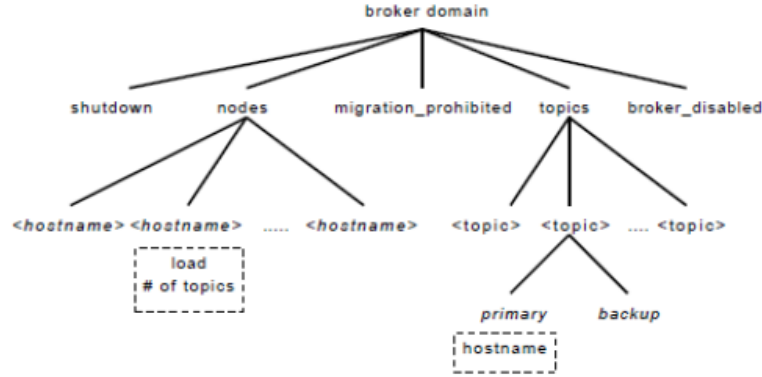 broker domain
shutdown nodes migration_prohibited topics broker_disabled
<hostname> <hostname> ..... <hostname> <topic> <topic> .... <topic>
load
# of topics
primary backup
hostname